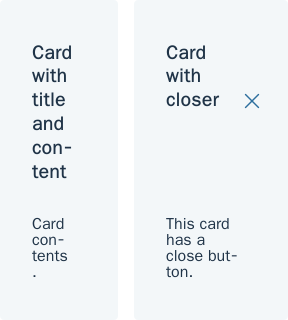 Card
with
title
and
con-
tent
Card
con-
tents
.
Card
with
closer
This card
has a
close but-
ton.